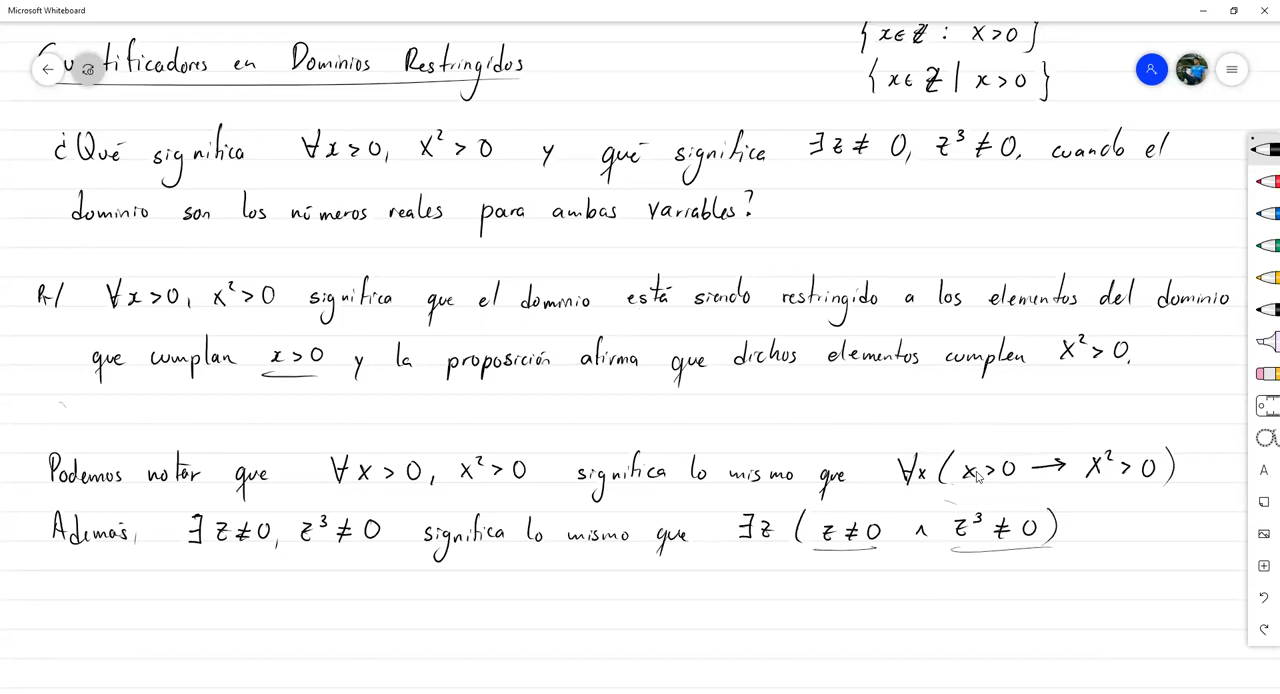 Microsoft Whiteboard
{ x∈ℤ : x>0 }
Cuantificadores en Dominios Restringidos
{ x∈ℤ | x>0 }
¿Qué significa ∀x>0, x²>0 y qué significa ∃z≠0, z³≠0, cuando el
dominio son los números reales para ambas variables?
R/ ∀x>0, x²>0 significa que el dominio está siendo restringido a los elementos del dominio
que cumplan x>0 y la proposición afirma que dichos elementos cumplen x²>0.
Podemos notar que ∀x>0, x²>0 significa lo mismo que ∀x(x>0 → x²>0)
Además, ∃z≠0, z³≠0 significa lo mismo que ∃z (z≠0 ∧ z³≠0)